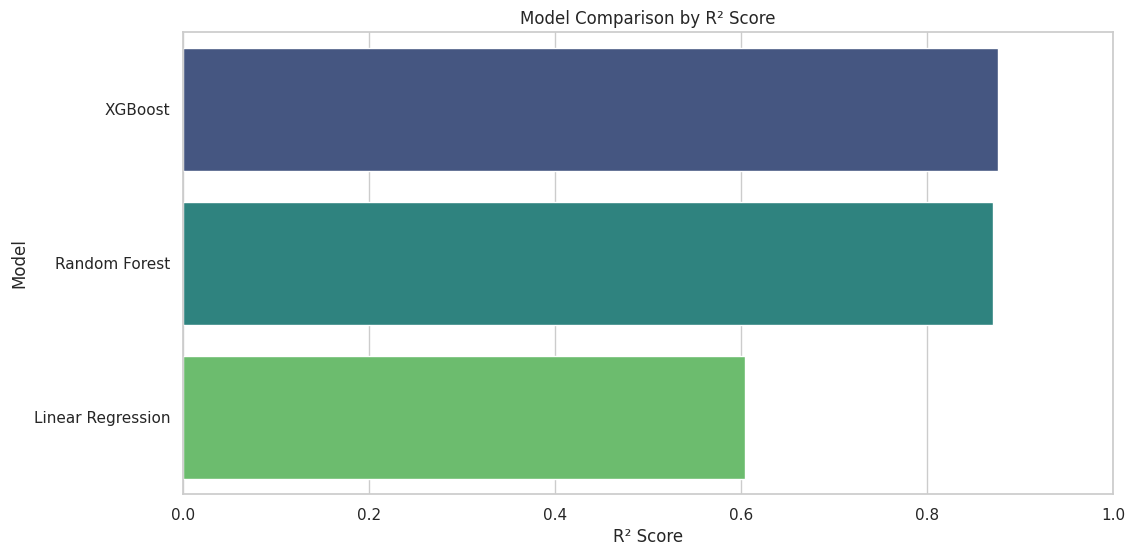 Model Comparison by R² Score
XGBoost
Random Forest
Linear Regression
Model
0.0 0.2 0.4 0.6 0.8 1.0
R² Score